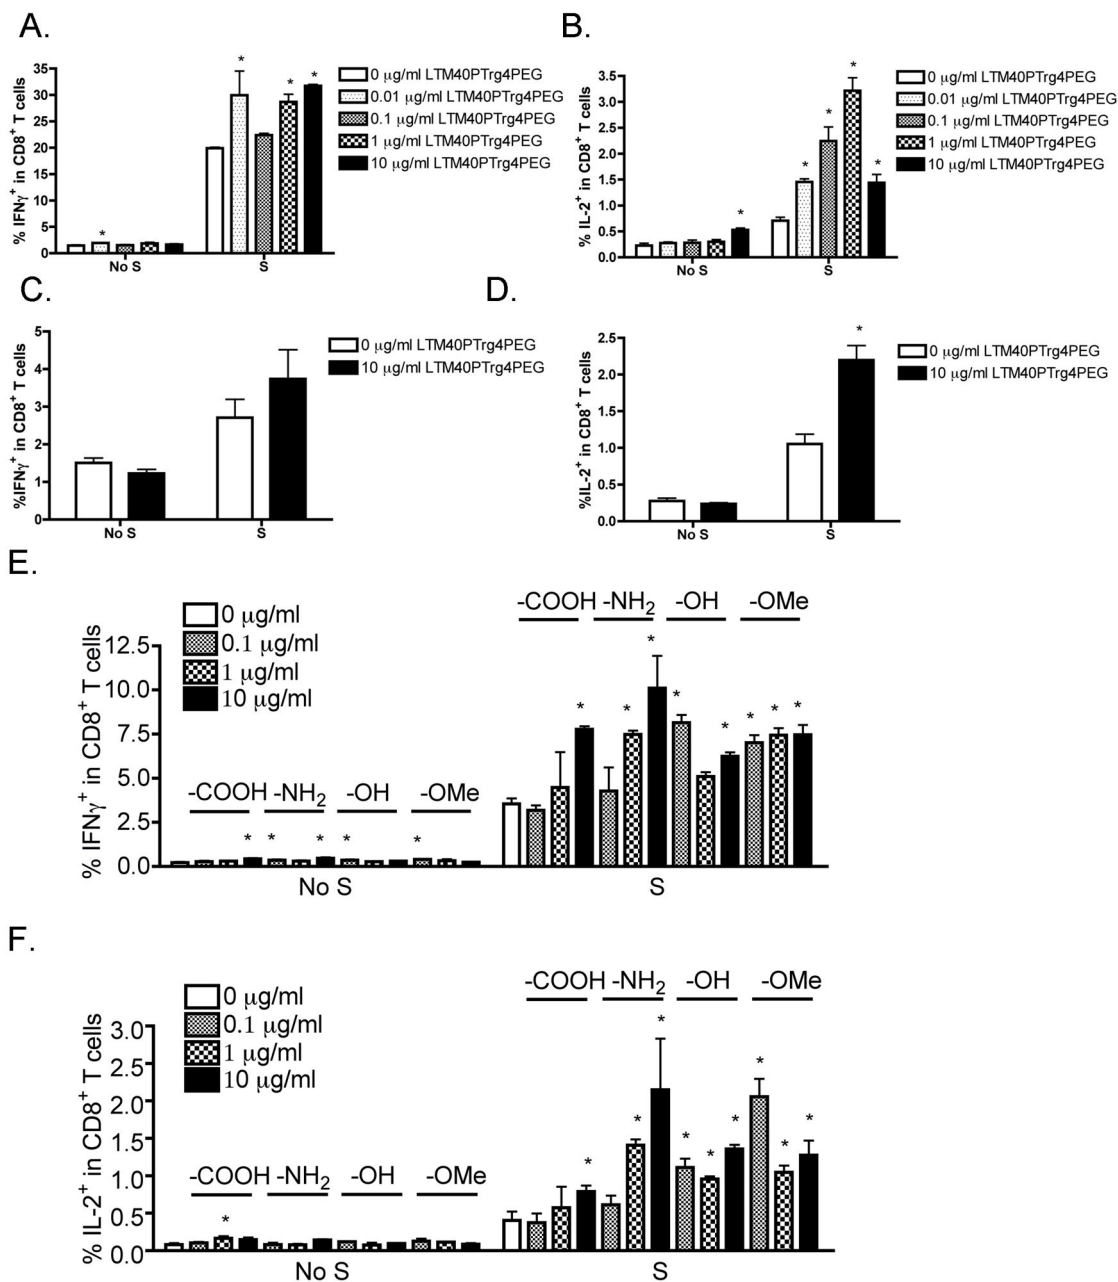 A.
% IFNγ⁺ in CD8⁺ T cells
35
30
25
20
15
10
5
0
No S
S
*
*
*
*
0 µg/ml LTM40PTrg4PEG
0.01 µg/ml LTM40PTrg4PEG
0.1 µg/ml LTM40PTrg4PEG
1 µg/ml LTM40PTrg4PEG
10 µg/ml LTM40PTrg4PEG
B.
% IL-2⁺ in CD8⁺ T cells
3.5
3.0
2.5
2.0
1.5
1.0
0.5
0.0
No S
S
*
*
*
*
*
0 µg/ml LTM40PTrg4PEG
0.01 µg/ml LTM40PTrg4PEG
0.1 µg/ml LTM40PTrg4PEG
1 µg/ml LTM40PTrg4PEG
10 µg/ml LTM40PTrg4PEG
C.
%IFNγ⁺ in CD8⁺ T cells
5
4
3
2
1
0
No S
S
0 µg/ml LTM40PTrg4PEG
10 µg/ml LTM40PTrg4PEG
D.
%IL-2⁺ in CD8⁺ T cells
2.5
2.0
1.5
1.0
0.5
0.0
No S
S
*
0 µg/ml LTM40PTrg4PEG
10 µg/ml LTM40PTrg4PEG
E.
% IFNγ⁺ in CD8⁺ T cells
12.5
10.0
7.5
5.0
2.5
0.0
0 µg/ml
0.1 µg/ml
1 µg/ml
10 µg/ml
-COOH -NH₂ -OH -OMe
* * * * *
No S
-COOH -NH₂ -OH -OMe
* * * * * * * *
S
F.
% IL-2⁺ in CD8⁺ T cells
3.0
2.5
2.0
1.5
1.0
0.5
0.0
0 µg/ml
0.1 µg/ml
1 µg/ml
10 µg/ml
-COOH -NH₂ -OH -OMe
*
No S
-COOH -NH₂ -OH -OMe
* * * * * * * * *
S